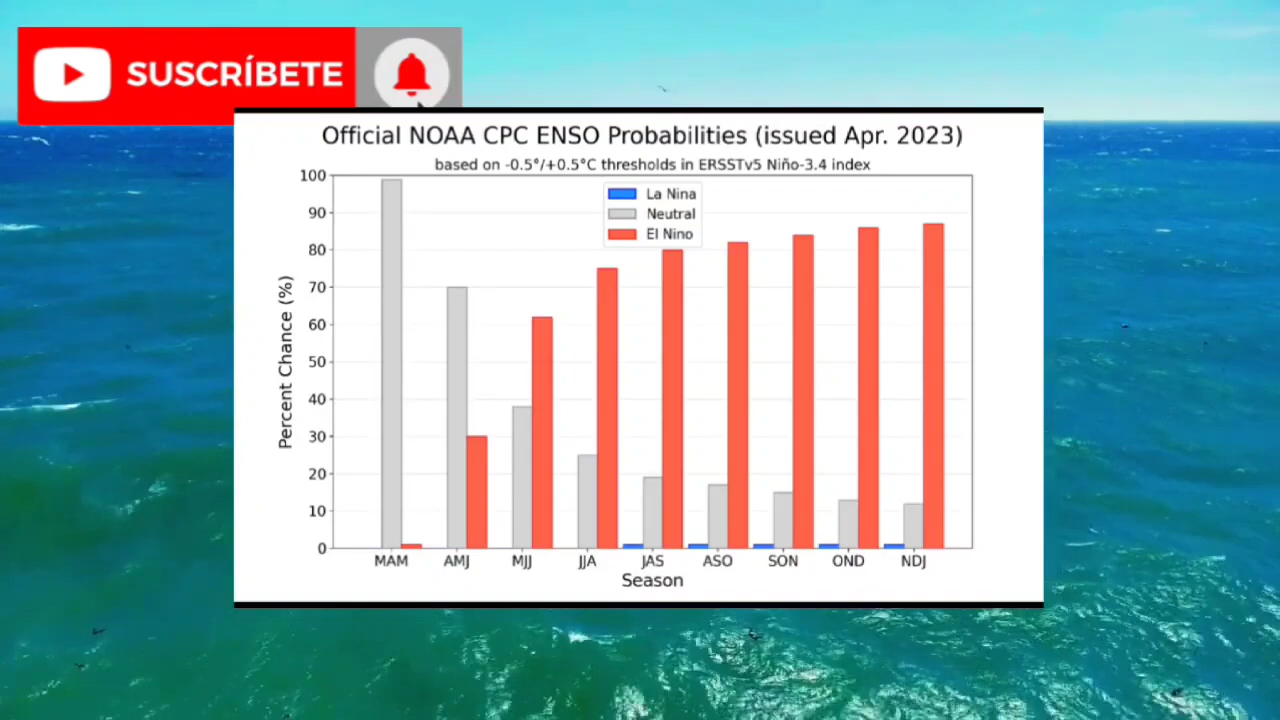 SUSCRÍBETE
Official NOAA CPC ENSO Probabilities (issued Apr. 2023)
based on -0.5°/+0.5°C thresholds in ERSSTv5 Niño-3.4 index
La Nina
Neutral
El Nino
Percent Chance (%)
100
90
80
70
60
50
40
30
20
10
0
MAM AMJ MJJ JJA JAS ASO SON OND NDJ
Season